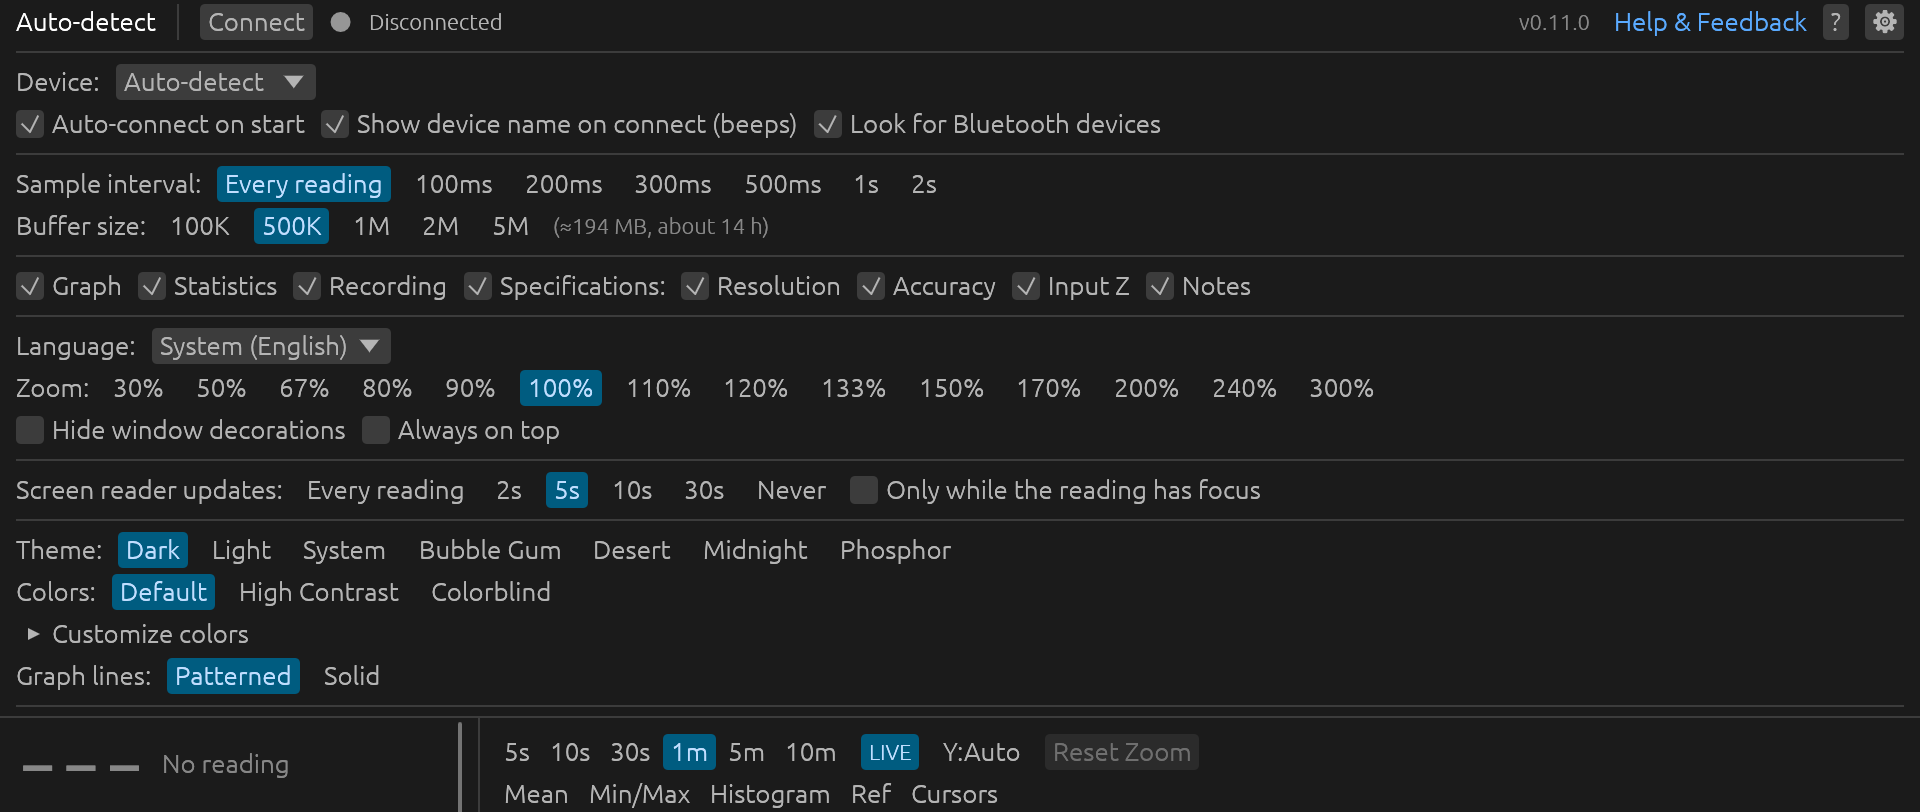 Auto-detect Connect Disconnected v0.11.0 Help & Feedback ?
Device: Auto-detect
Auto-connect on start Show device name on connect (beeps) Look for Bluetooth devices
Sample interval: Every reading 100ms 200ms 300ms 500ms 1s 2s
Buffer size: 100K 500K 1M 2M 5M (≈194 MB, about 14 h)
Graph Statistics Recording Specifications: Resolution Accuracy Input Z Notes
Language: System (English)
Zoom: 30% 50% 67% 80% 90% 100% 110% 120% 133% 150% 170% 200% 240% 300%
Hide window decorations Always on top
Screen reader updates: Every reading 2s 5s 10s 30s Never Only while the reading has focus
Theme: Dark Light System Bubble Gum Desert Midnight Phosphor
Colors: Default High Contrast Colorblind
Customize colors
Graph lines: Patterned Solid
— — — No reading
5s 10s 30s 1m 5m 10m LIVE Y:Auto Reset Zoom
Mean Min/Max Histogram Ref Cursors